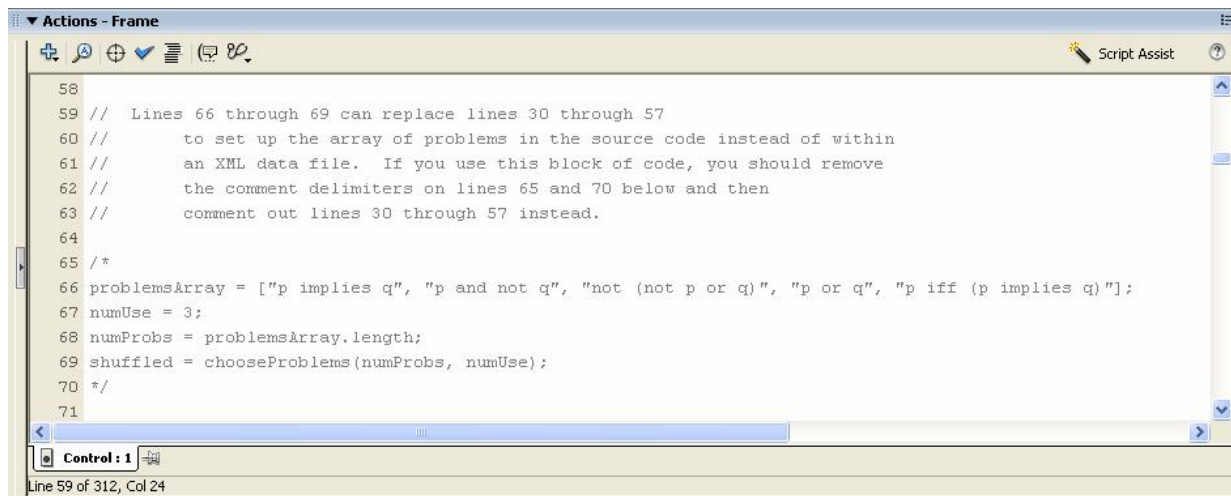 Actions - Frame
Script Assist
58
59 //  Lines 66 through 69 can replace lines 30 through 57
60 //       to set up the array of problems in the source code instead of within
61 //       an XML data file.  If you use this block of code, you should remove
62 //       the comment delimiters on lines 65 and 70 below and then
63 //       comment out lines 30 through 57 instead.
64
65 /*
66 problemsArray = ["p implies q", "p and not q", "not (not p or q)", "p or q", "p iff (p implies q)"];
67 numUse = 3;
68 numProbs = problemsArray.length;
69 shuffled = chooseProblems(numProbs, numUse);
70 */
71
Control : 1
Line 59 of 312, Col 24